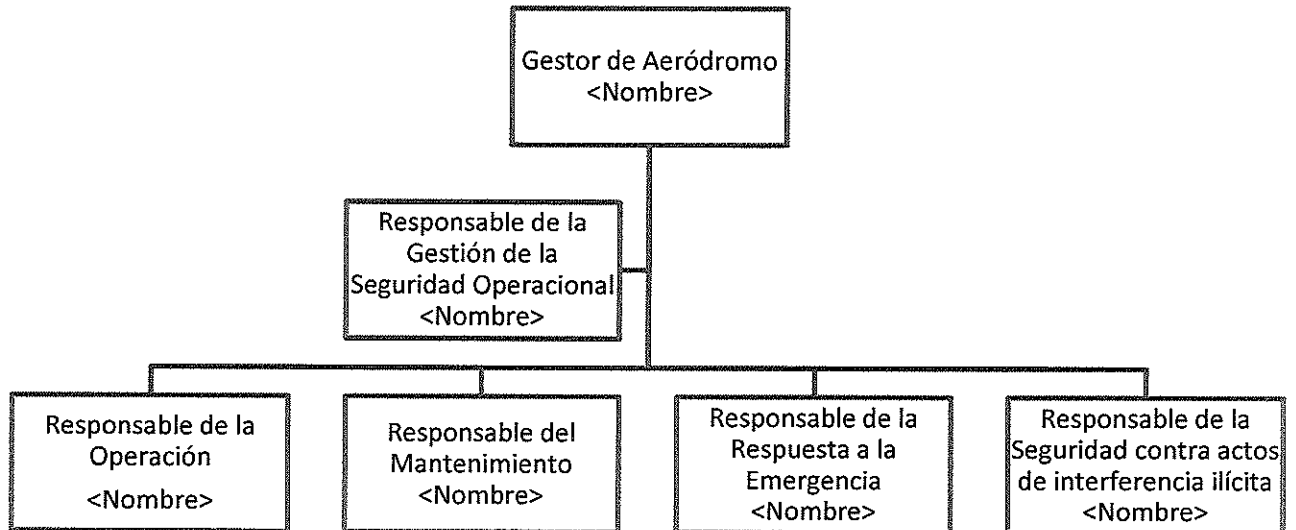 Gestor de Aeródromo
<Nombre>
Responsable de la
Gestión de la
Seguridad Operacional
<Nombre>
Responsable de la
Operación
<Nombre>
Responsable del
Mantenimiento
<Nombre>
Responsable de la
Respuesta a la
Emergencia
<Nombre>
Responsable de la
Seguridad contra actos
de interferencia ilícita
<Nombre>